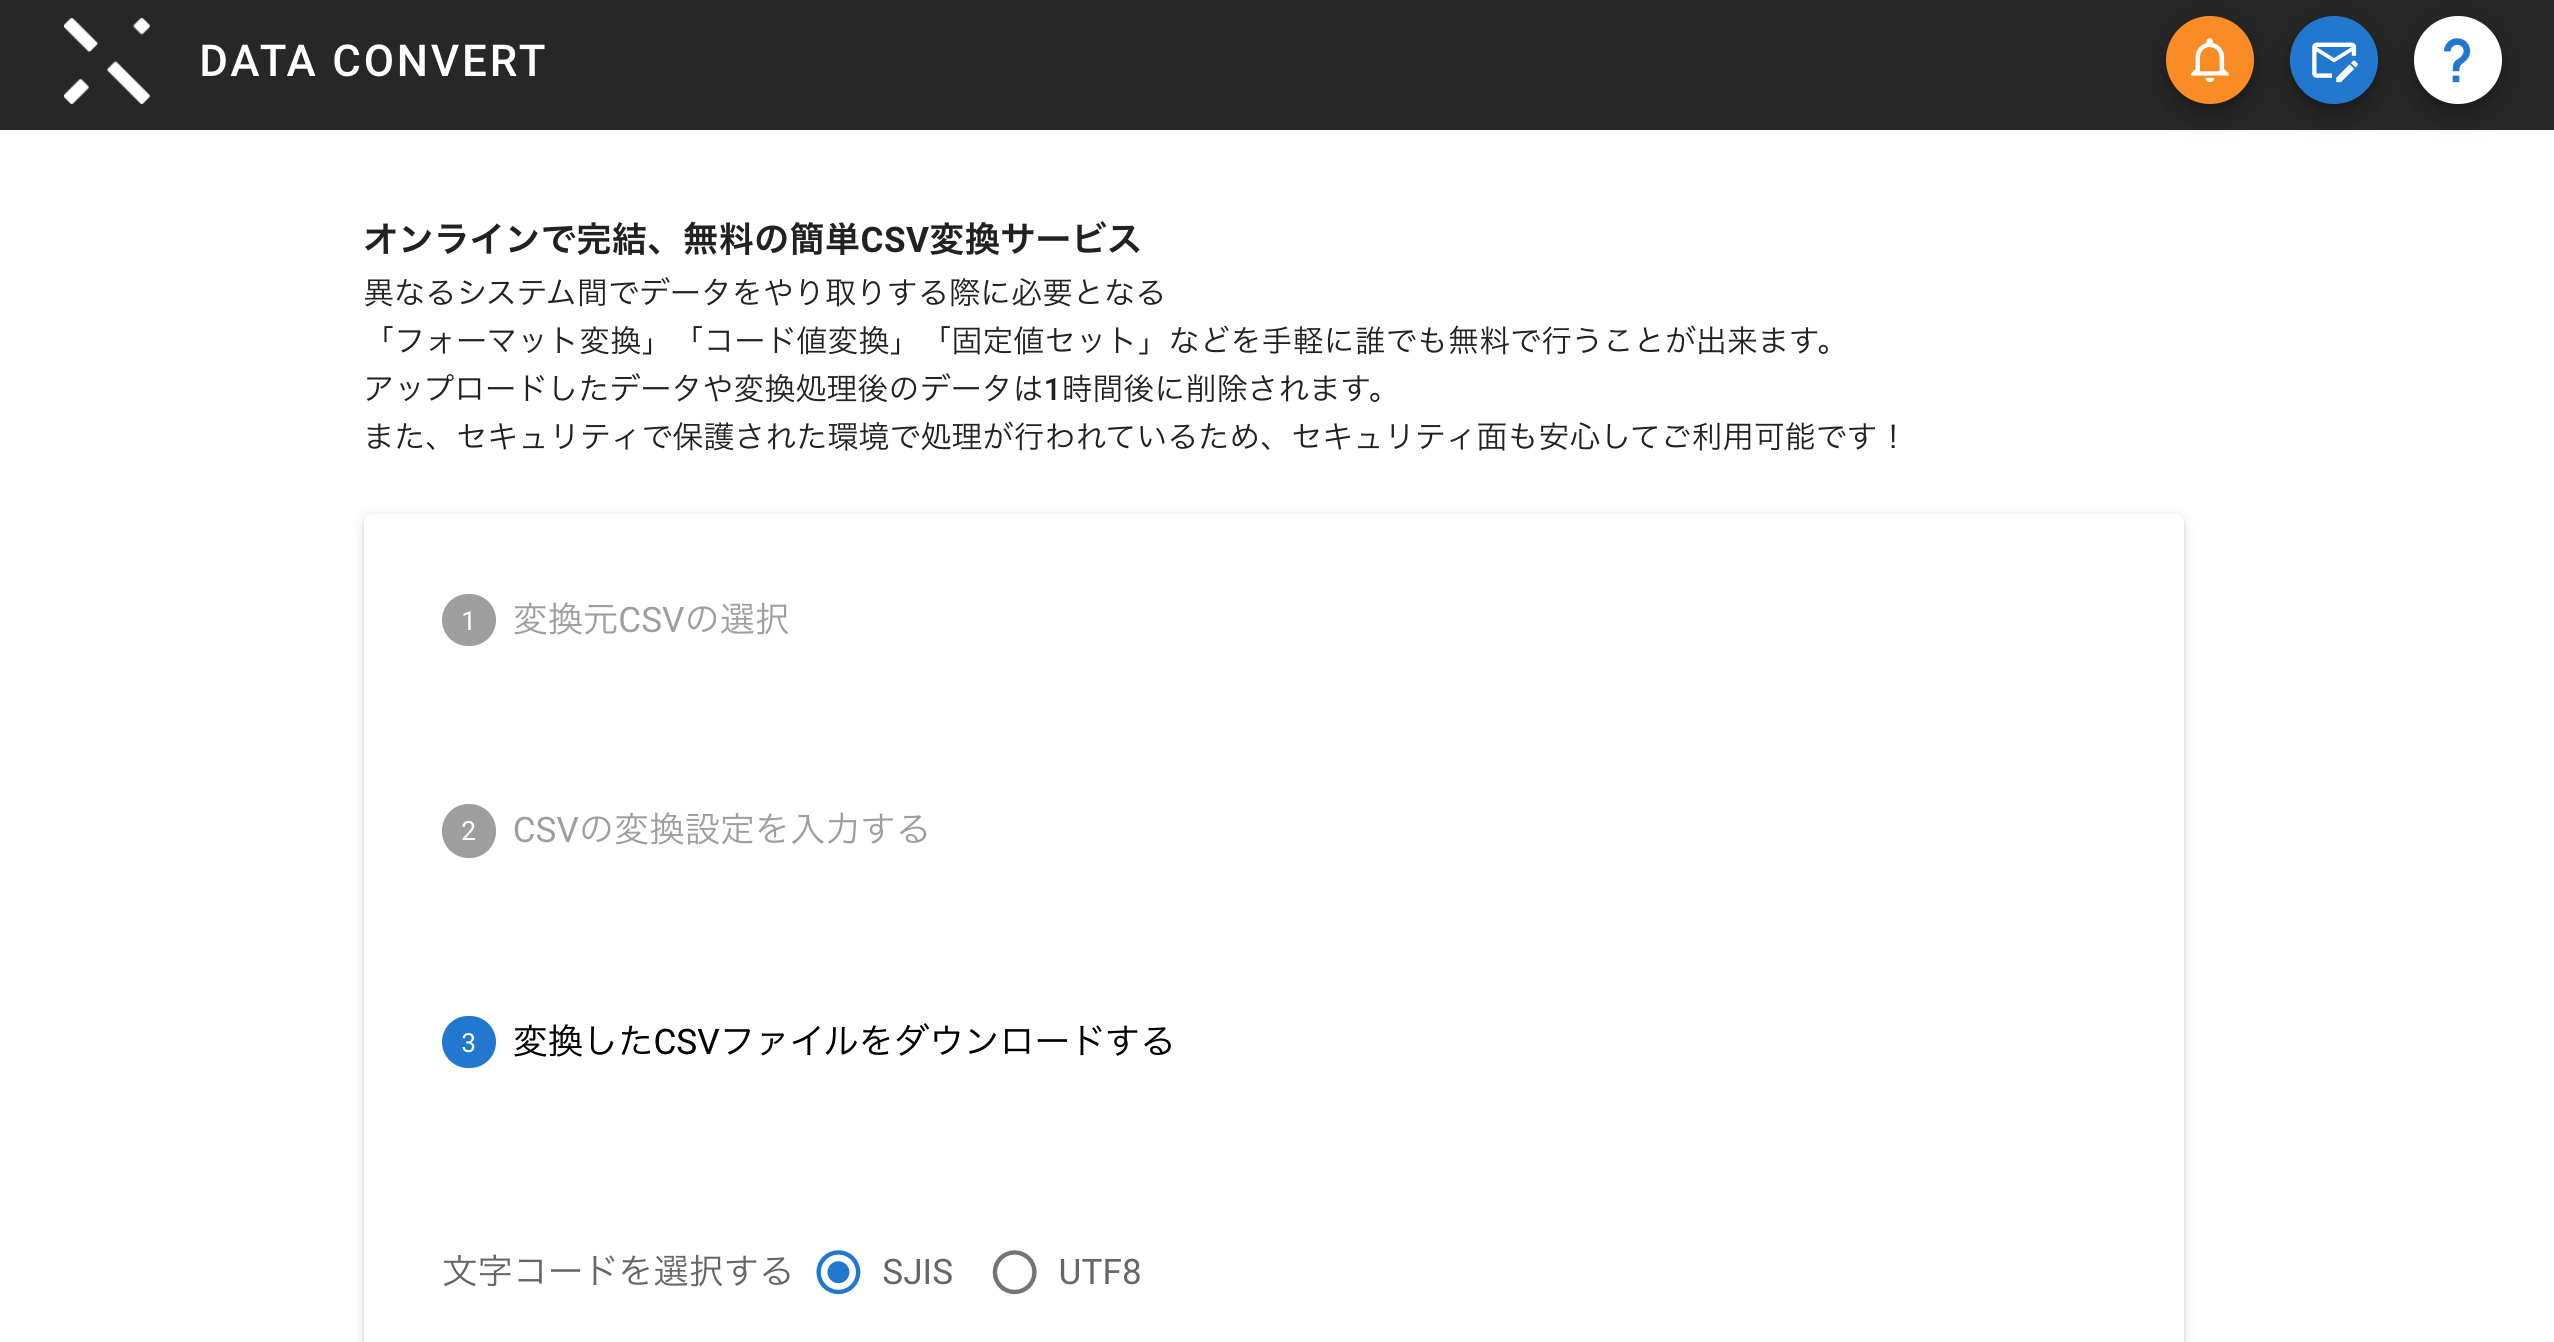 DATA CONVERT
?
オンラインで完結、無料の簡単CSV変換サービス
異なるシステム間でデータをやり取りする際に必要となる
「フォーマット変換」「コード値変換」「固定値セット」などを手軽に誰でも無料で行うことが出来ます。
アップロードしたデータや変換処理後のデータは1時間後に削除されます。
また、セキュリティで保護された環境で処理が行われているため、セキュリティ面も安心してご利用可能です！
1 変換元CSVの選択
2 CSVの変換設定を入力する
3 変換したCSVファイルをダウンロードする
文字コードを選択する SJIS UTF8